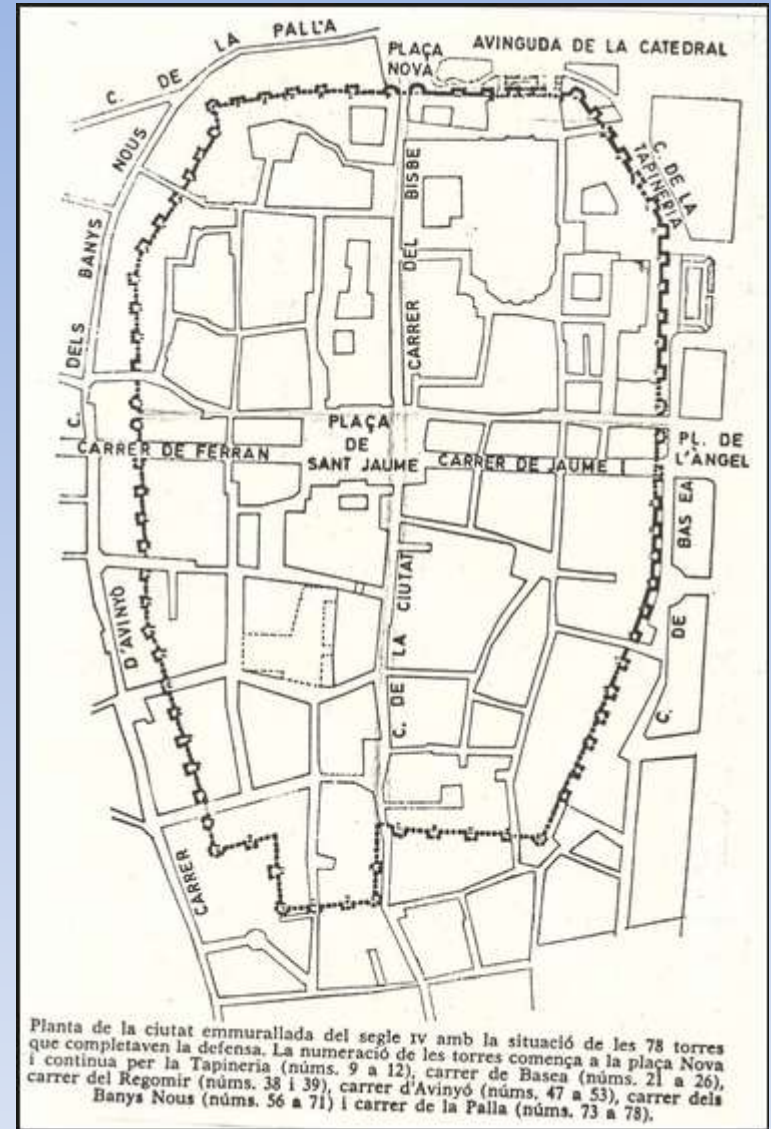 C. DE LA PALL'A
PLAÇA
NOVA
AVINGUDA DE LA CATEDRAL
C. DELS BANYS NOUS
C. DE LA
TAPINERIA
CARRER DEL BISBE
PLAÇA
DE
SANT JAUME
CARRER DE FERRAN
CARRER DE JAUME I
PL. DE
L'ÀNGEL
C. DE BASEA
CARRER D'AVINYÓ
C. DE LA CIUTAT
Planta de la ciutat emmurallada del segle IV amb la situació de les 78 torres
que completaven la defensa. La numeració de les torres comença a la plaça Nova
i continua per la Tapineria (núms. 9 a 12), carrer de Basea (núms. 21 a 26),
carrer del Regomir (núms. 38 i 39), carrer d'Avinyó (núms. 47 a 53), carrer dels
Banys Nous (núms. 56 a 71) i carrer de la Palla (núms. 73 a 78).